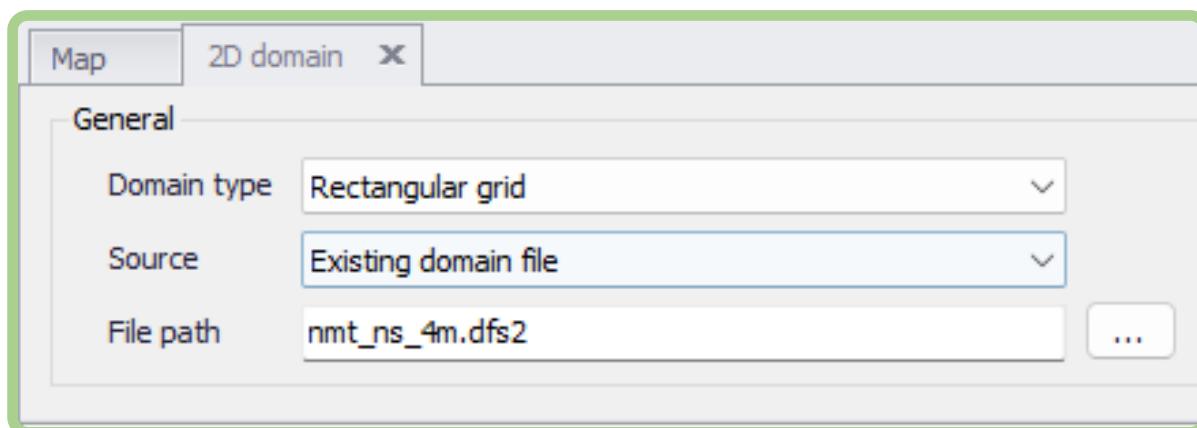 Map 2D domain
General
Domain type Rectangular grid
Source Existing domain file
File path nmt_ns_4m.dfs2 ...